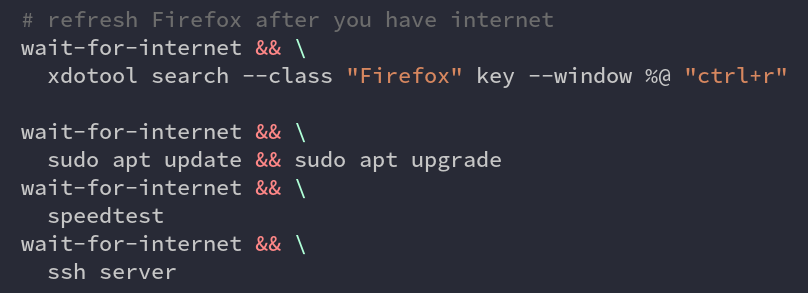 # refresh Firefox after you have internet
wait-for-internet && \
xdotool search --class "Firefox" key --window %@ "ctrl+r"
wait-for-internet && \
sudo apt update && sudo apt upgrade
wait-for-internet && \
speedtest
wait-for-internet && \
ssh server